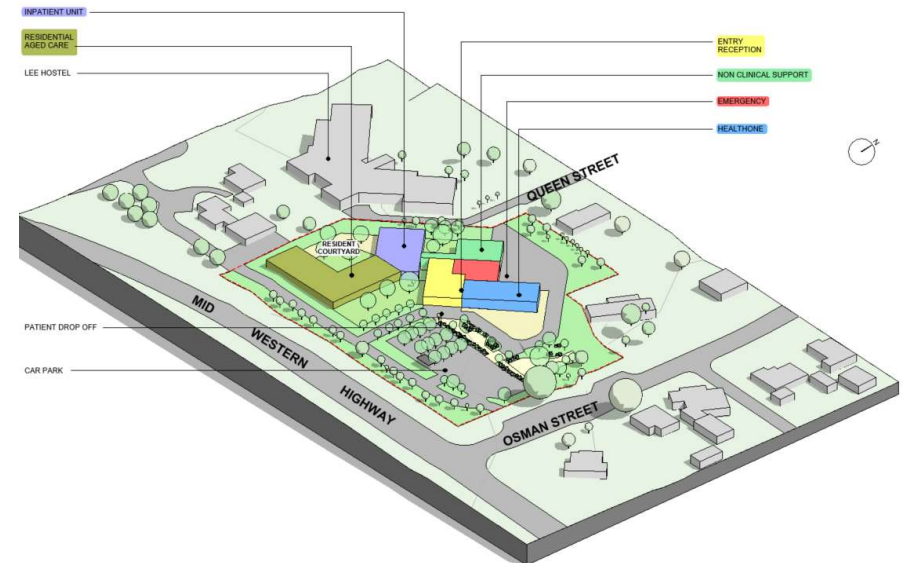 INPATIENT UNIT
RESIDENTIAL
AGED CARE
LEE HOSTEL
ENTRY
RECEPTION
NON CLINICAL SUPPORT
EMERGENCY
HEALTHONE
N
QUEEN STREET
RESIDENT
COURTYARD
MID WESTERN HIGHWAY
PATIENT DROP OFF
CAR PARK
OSMAN STREET